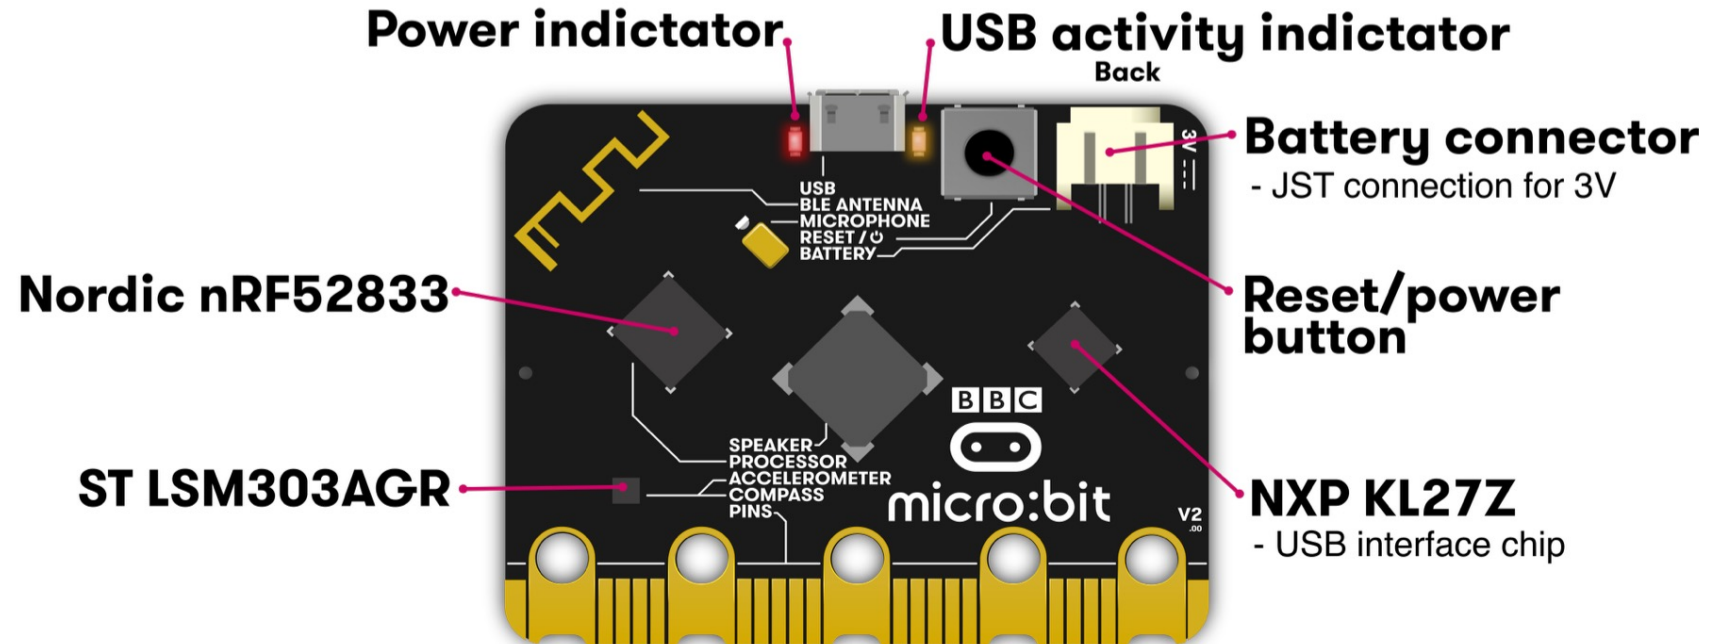 Power indictator
USB activity indictator
Back
3V
Battery connector
- JST connection for 3V
USB
BLE ANTENNA
MICROPHONE
RESET /
BATTERY
Nordic nRF52833
Reset/power
button
BBC
SPEAKER
PROCESSOR
ACCELEROMETER
COMPASS
PINS
ST LSM303AGR
micro:bit
V2
.00
NXP KL27Z
- USB interface chip